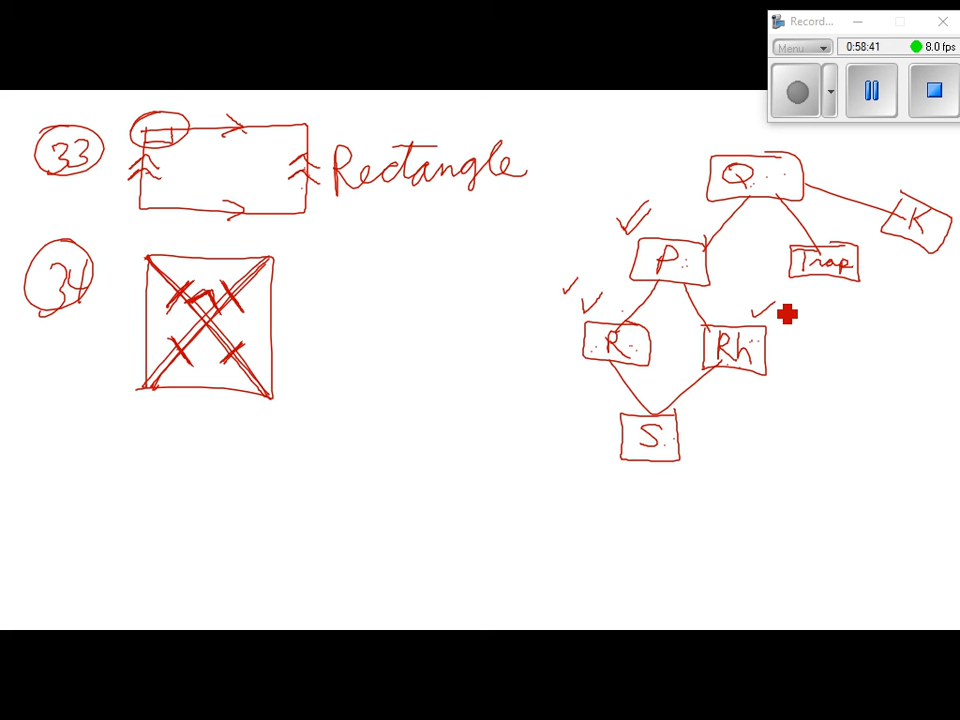 Record...
Menu
0:58:41
8.0 fps
33
Rectangle
34
Q
K
P
Trap
R
Rh
S